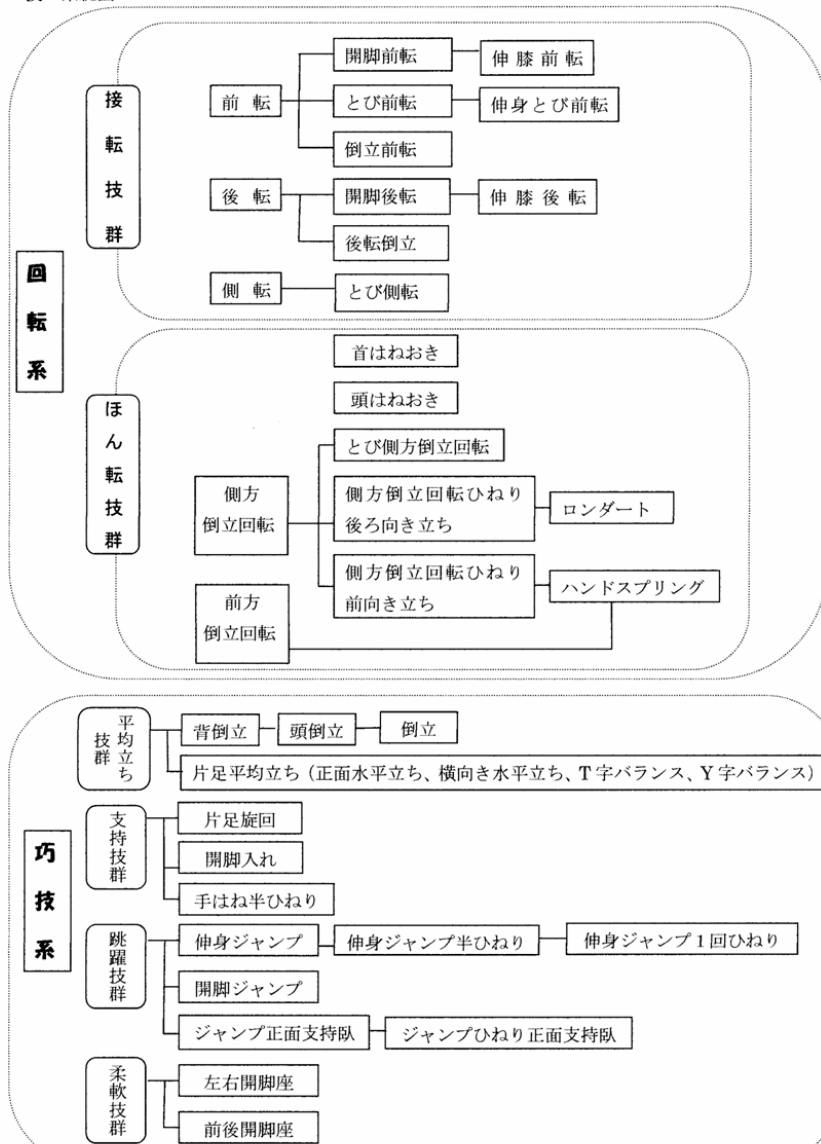 回転系
接転技群
前転
開脚前転
伸膝前転
とび前転
伸身とび前転
倒立前転
後転
開脚後転
伸膝後転
後転倒立
側転
とび側転
ほん転技群
首はねおき
頭はねおき
側方
倒立回転
とび側方倒立回転
側方倒立回転ひねり
後ろ向き立ち
ロンダート
側方倒立回転ひねり
前向き立ち
ハンドスプリング
前方
倒立回転
巧技系
平均立ち
技群
背倒立
頭倒立
倒立
片足平均立ち(正面水平立ち、横向き水平立ち、T字バランス、Y字バランス)
支持技群
片足旋回
開脚入れ
手はね半ひねり
跳躍技群
伸身ジャンプ
伸身ジャンプ半ひねり
伸身ジャンプ1回ひねり
開脚ジャンプ
ジャンプ正面支持臥
ジャンプひねり正面支持臥
柔軟技群
左右開脚座
前後開脚座